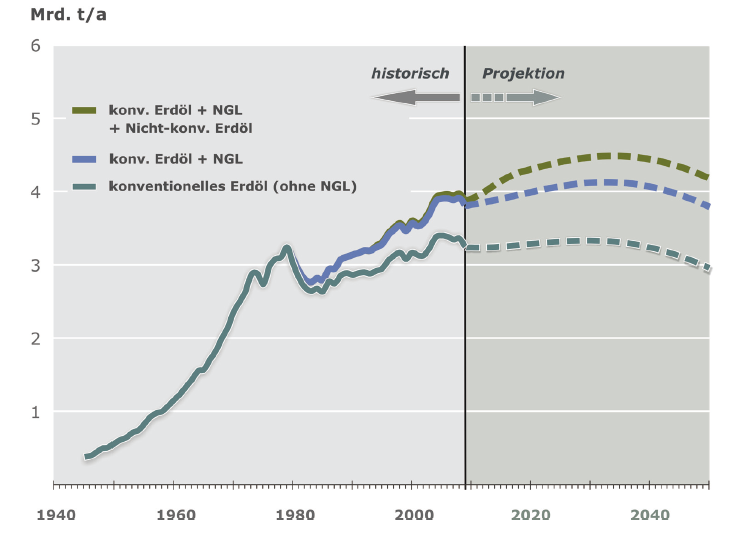 Mrd. t/a
6
historisch
Projektion
5
konv. Erdöl + NGL
+ Nicht-konv. Erdöl
konv. Erdöl + NGL
4
konventionelles Erdöl (ohne NGL)
3
2
1
1940 1960 1980 2000 2020 2040